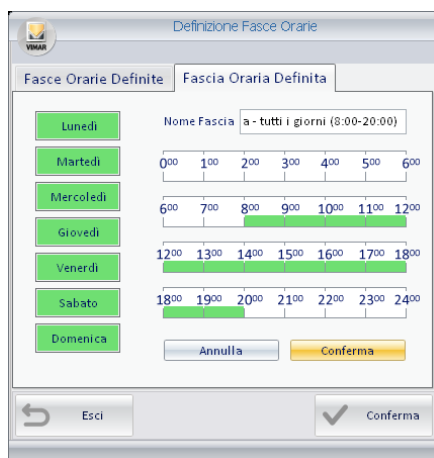 Definizione Fasce Orarie
VIMAR
Fasce Orarie Definite
Fascia Oraria Definita
Lunedì
Nome Fascia a - tutti i giorni (8:00-20:00)
Martedì
0⁰⁰ 1⁰⁰ 2⁰⁰ 3⁰⁰ 4⁰⁰ 5⁰⁰ 6⁰⁰
Mercoledì
6⁰⁰ 7⁰⁰ 8⁰⁰ 9⁰⁰ 10⁰⁰ 11⁰⁰ 12⁰⁰
Giovedì
12⁰⁰ 13⁰⁰ 14⁰⁰ 15⁰⁰ 16⁰⁰ 17⁰⁰ 18⁰⁰
Venerdì
Sabato
18⁰⁰ 19⁰⁰ 20⁰⁰ 21⁰⁰ 22⁰⁰ 23⁰⁰ 24⁰⁰
Domenica
Annulla
Conferma
Esci
Conferma